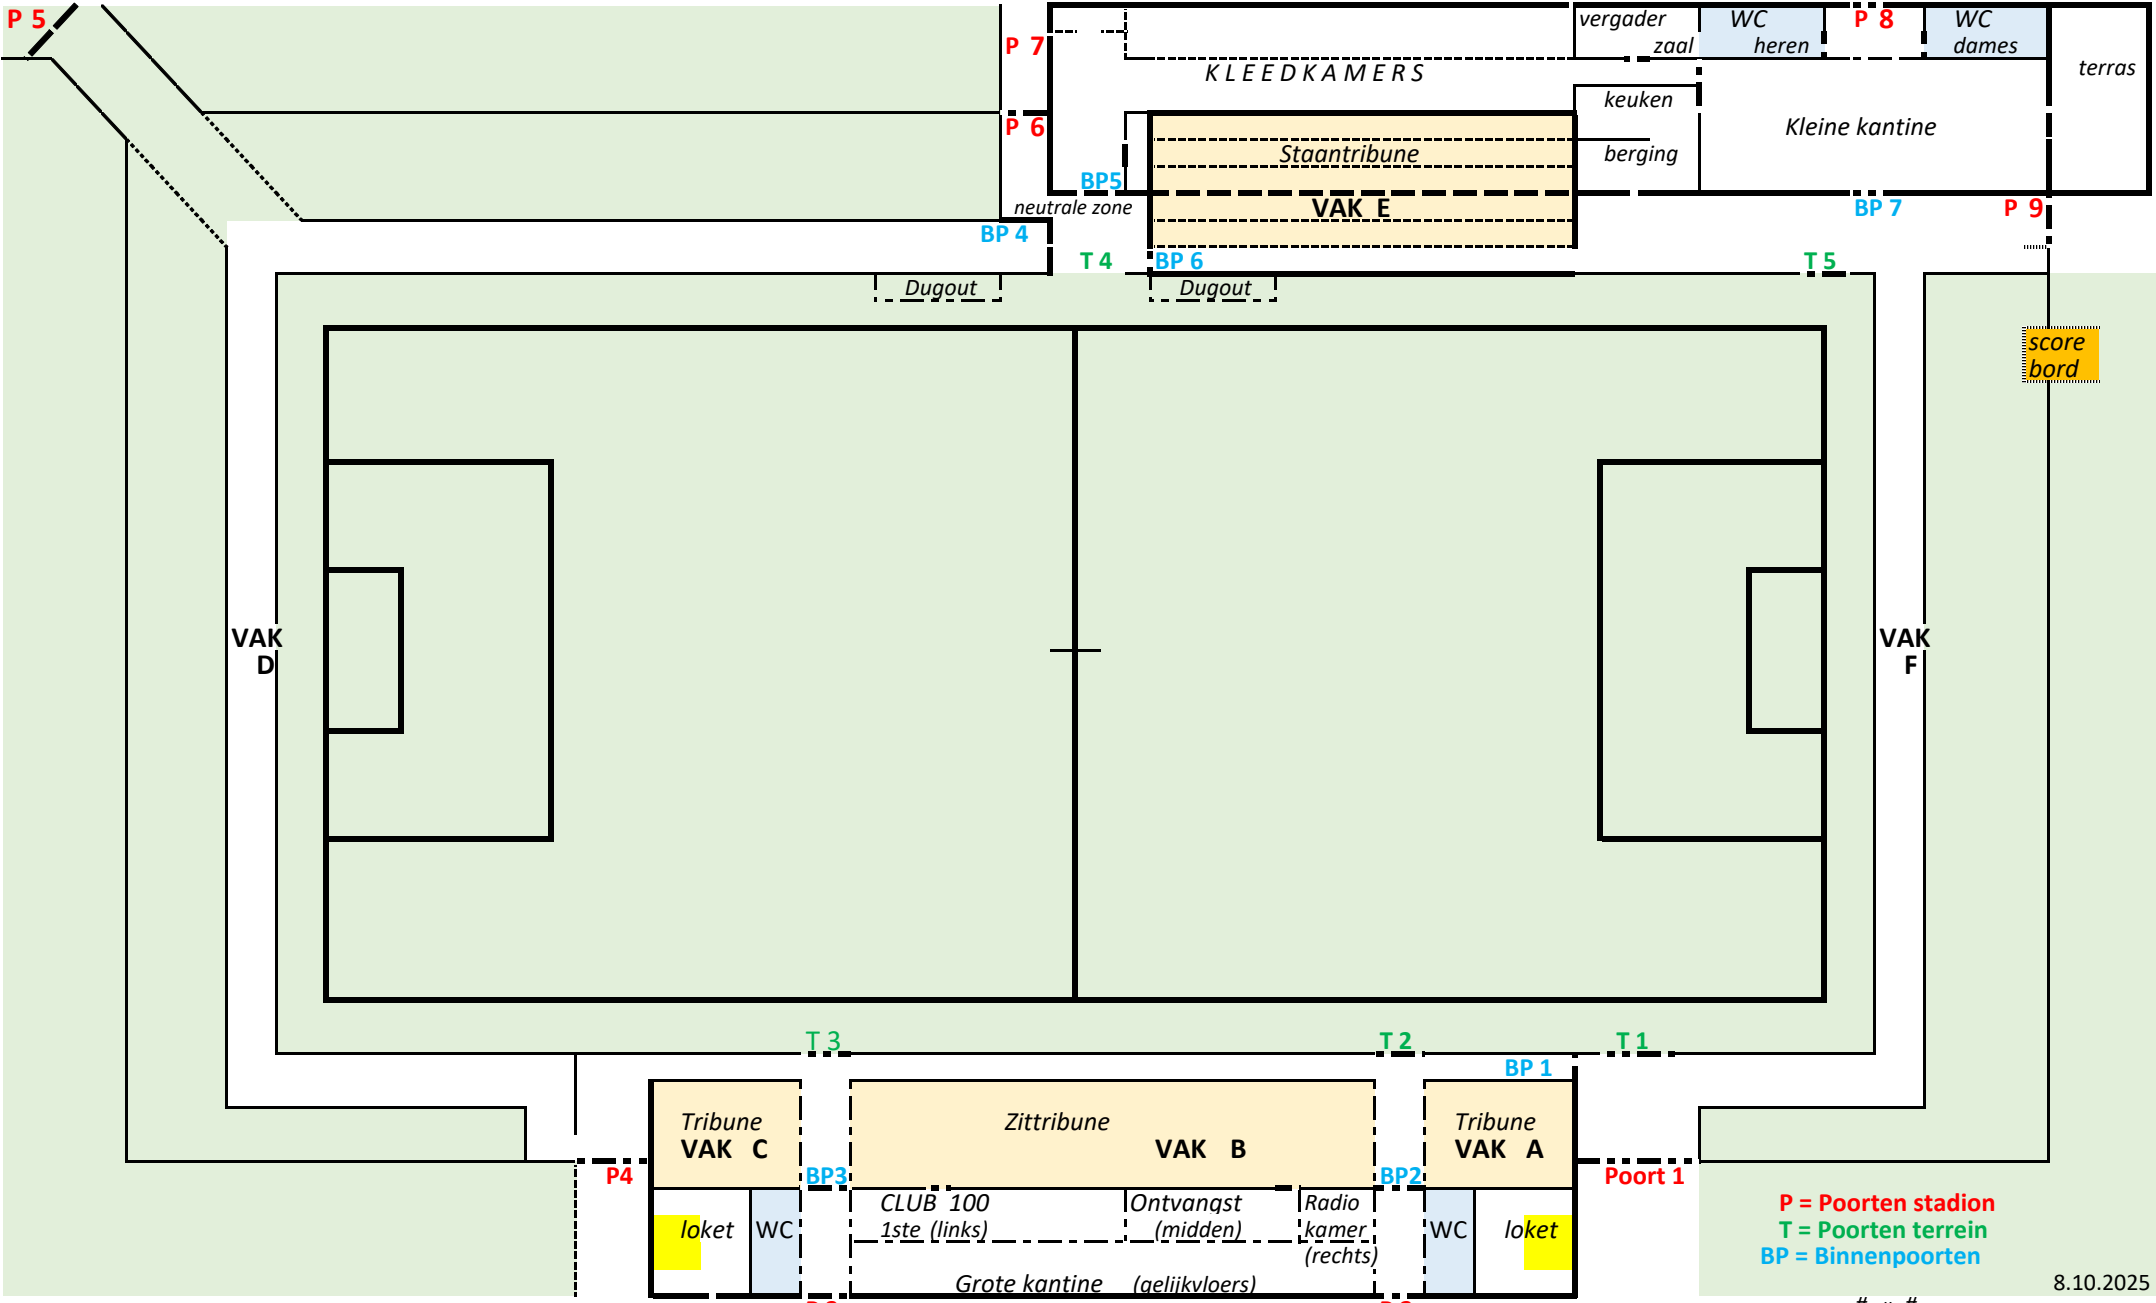 P 5
P 7
vergader
zaal
WC
heren
P 8
WC
dames
terras
KLEEDKAMERS
keuken
P 6
Kleine kantine
Staantribune
berging
BP5
neutrale zone
VAK E
BP 7
P 9
BP 4
T 4
BP 6
T 5
Dugout
Dugout
score
bord
VAK
D
VAK
F
T 3
T 2
T 1
BP 1
Tribune
VAK C
Zittribune
VAK B
Tribune
VAK A
P4
BP3
BP2
Poort 1
CLUB 100
1ste (links)
Ontvangst
(midden)
Radio
kamer
(rechts)
loket
WC
WC
loket
Grote kantine (gelijkvloers)
P = Poorten stadion
T = Poorten terrein
BP = Binnenpoorten
8.10.2025